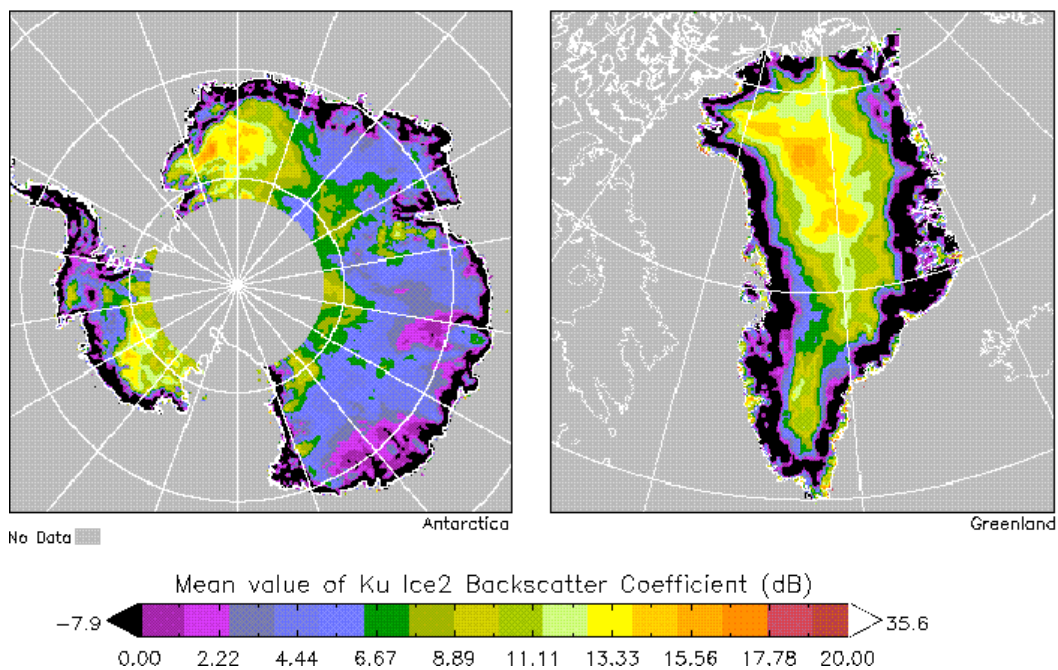 Antarctica
Greenland
No Data
Mean value of Ku Ice2 Backscatter Coefficient (dB)
-7.9
35.6
0.00 2.22 4.44 6.67 8.89 11.11 13.33 15.56 17.78 20.00